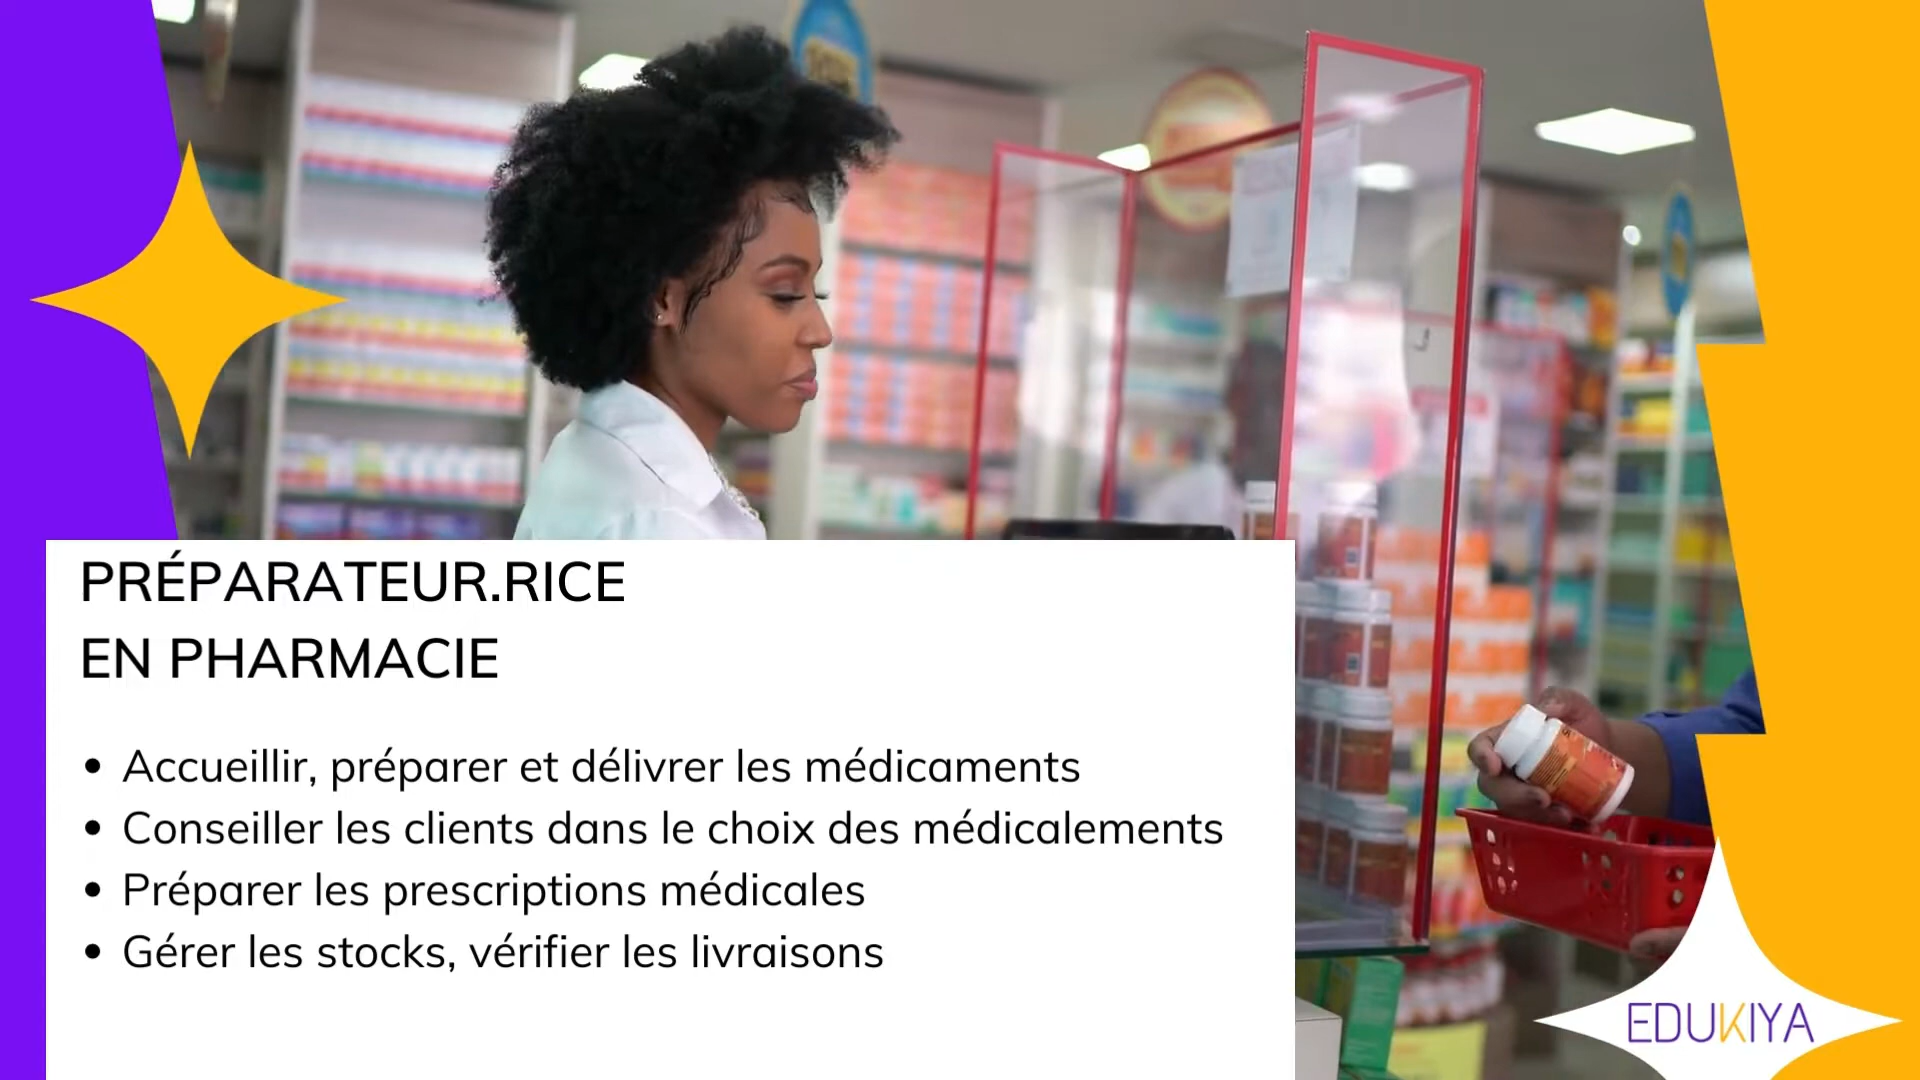 PRÉPARATEUR.RICE
EN PHARMACIE
• Accueillir, préparer et délivrer les médicaments
• Conseiller les clients dans le choix des médicalements
• Préparer les prescriptions médicales
• Gérer les stocks, vérifier les livraisons
EDUKIYA